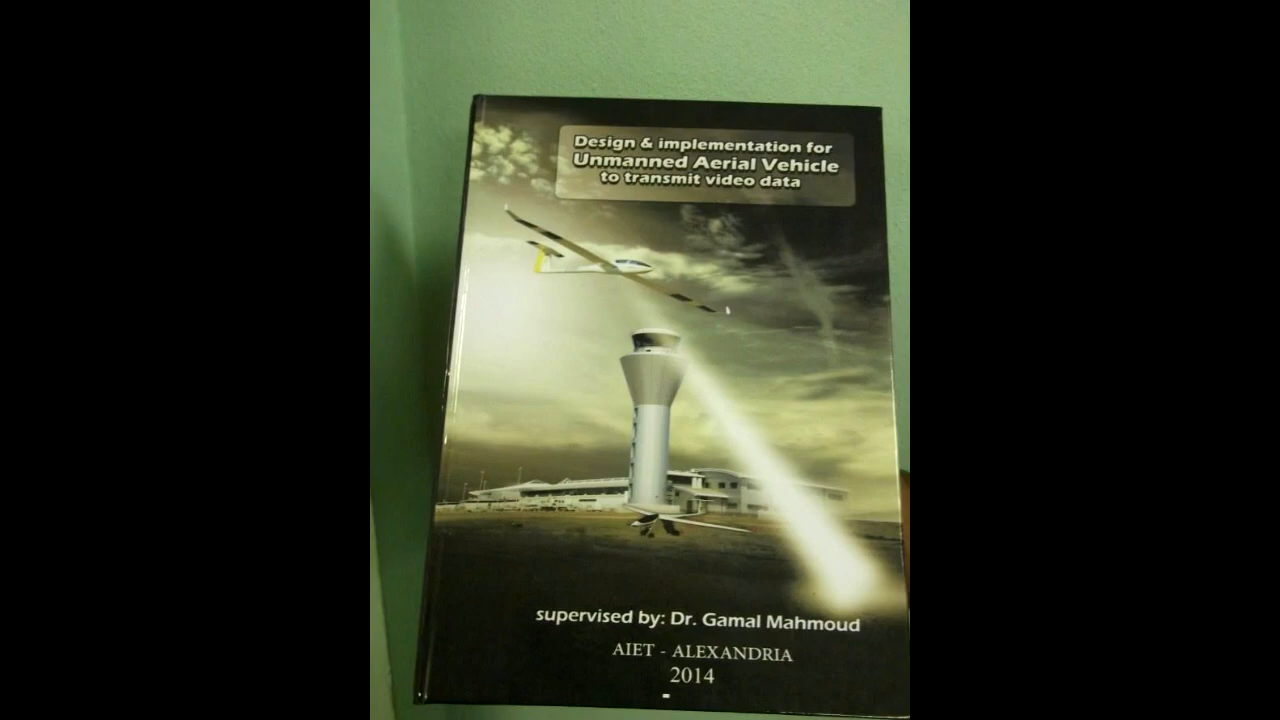 Design & implementation for
Unmanned Aerial Vehicle
to transmit video data
supervised by: Dr. Gamal Mahmoud
AIET - ALEXANDRIA
2014